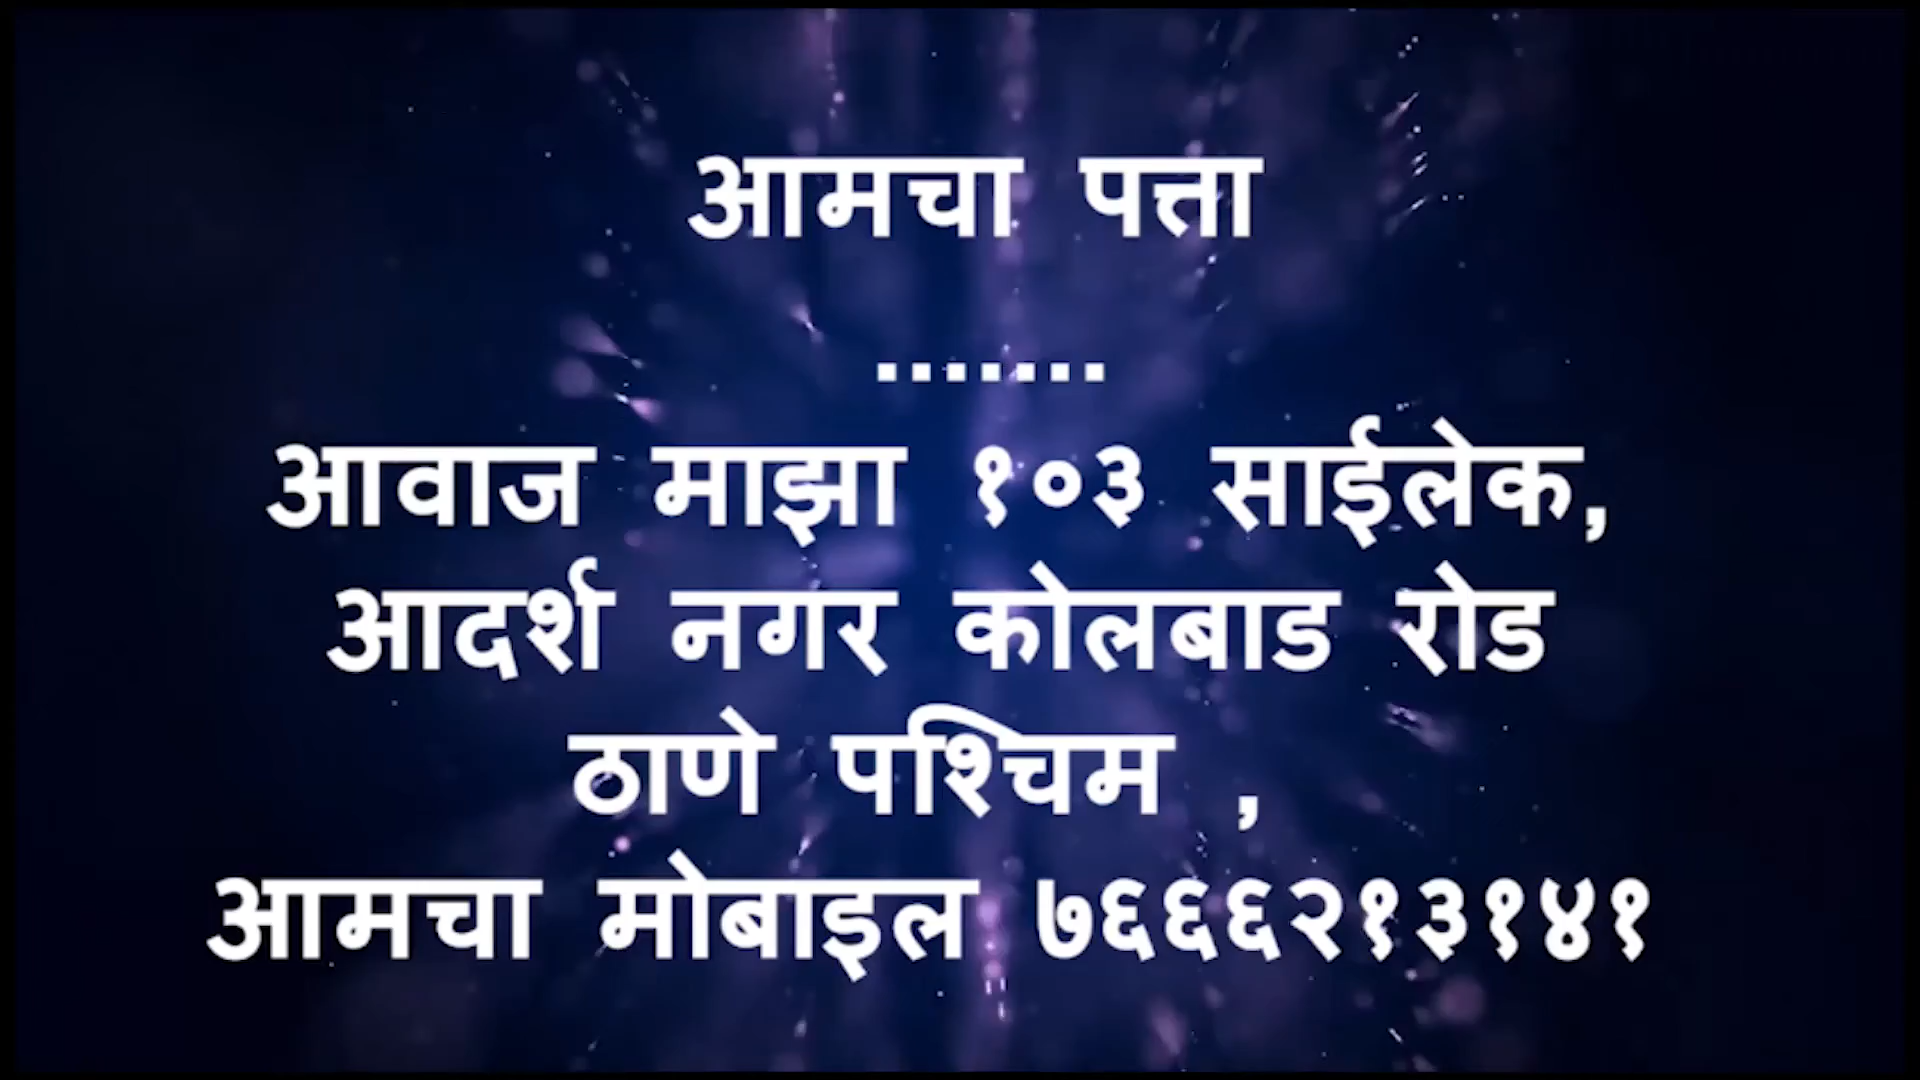 आमचा पत्ता
.......
आवाज माझा १०३ साईलेक,
आदर्श नगर कोलबाड रोड
ठाणे पश्चिम ,
आमचा मोबाइल ७६६६२१३१४१